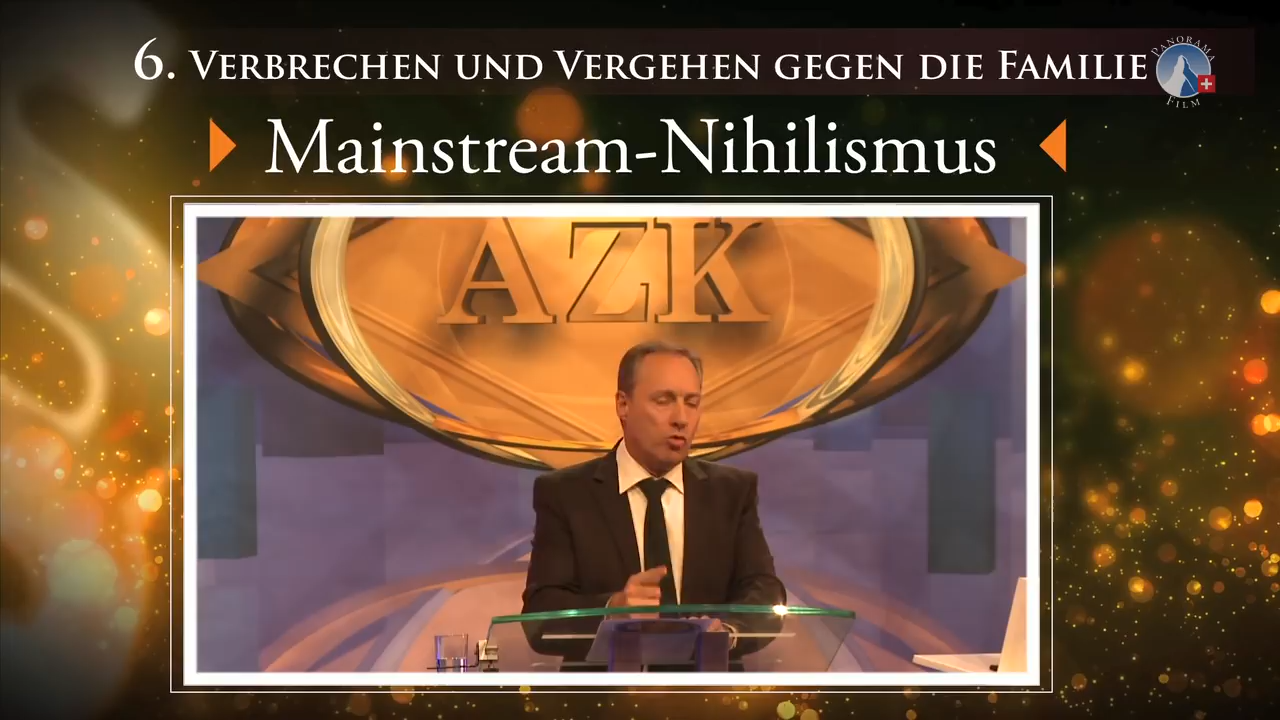 6. Verbrechen und Vergehen gegen die Familie
Panorama
Film
Mainstream-Nihilismus
AZK